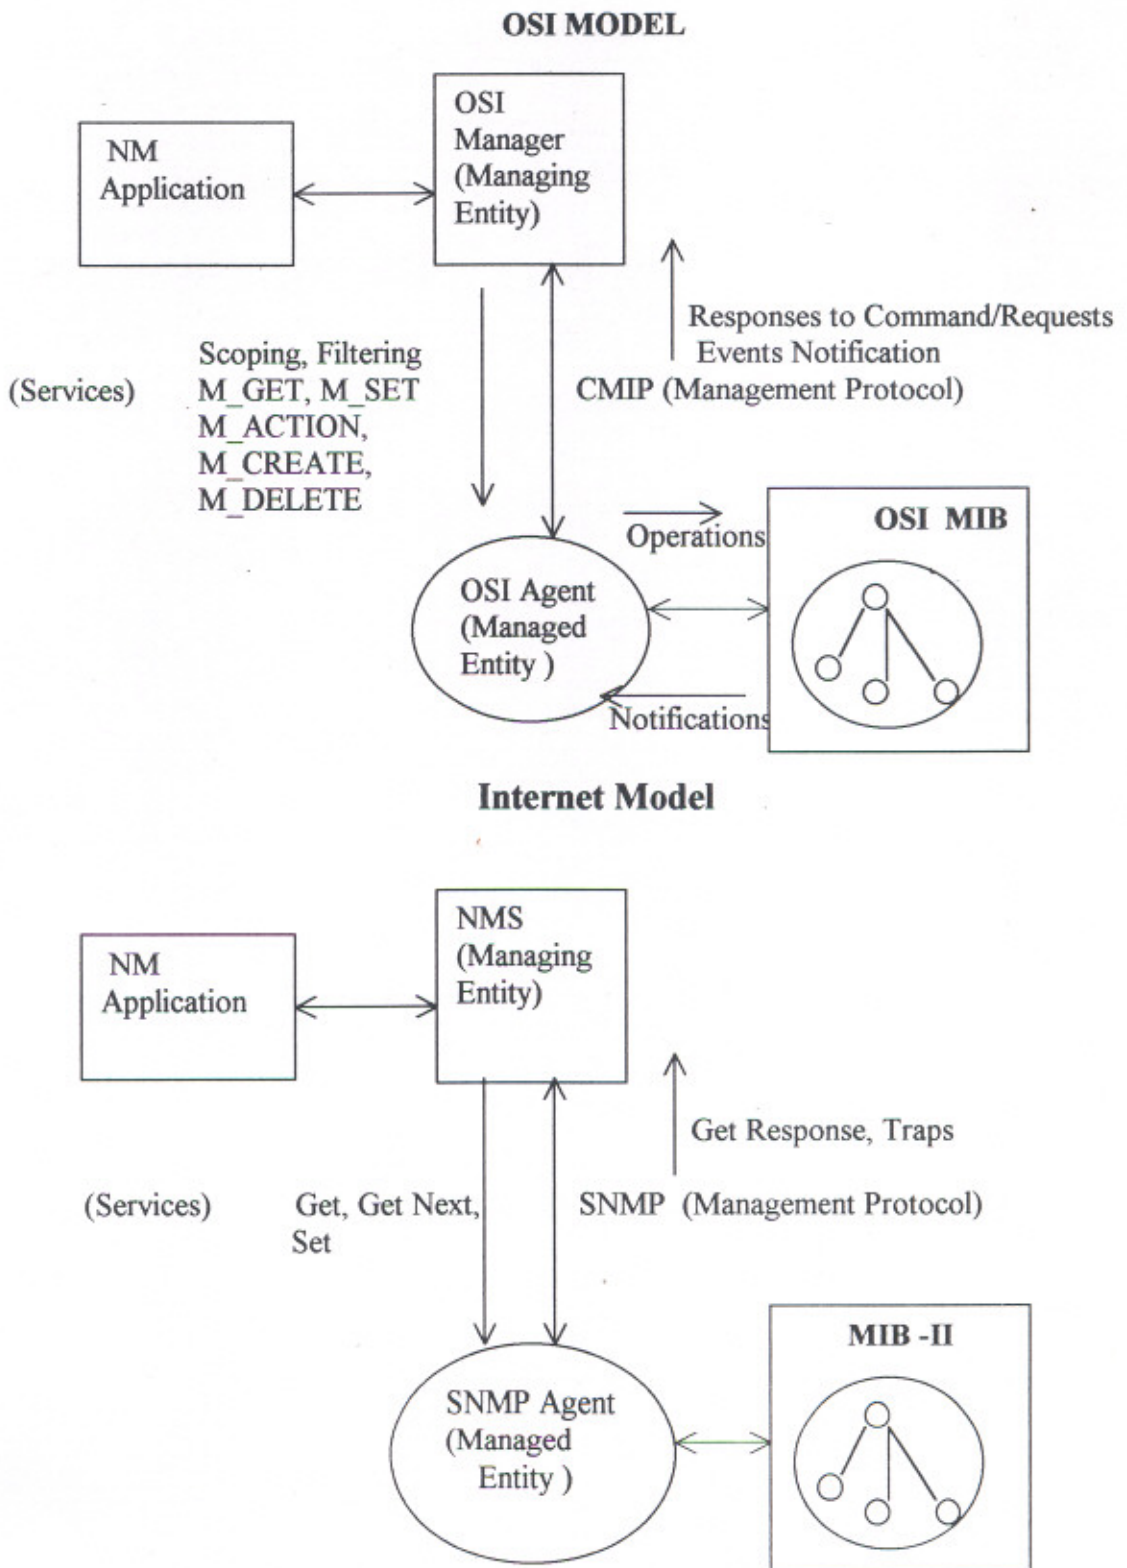 OSI MODEL
NM
Application
OSI
Manager
(Managing
Entity)
Responses to Command/Requests
Events Notification
CMIP (Management Protocol)
(Services)
Scoping, Filtering
M_GET, M_SET
M_ACTION,
M_CREATE,
M_DELETE
OSI Agent
(Managed
Entity )
Operations
Notifications
OSI MIB
Internet Model
NM
Application
NMS
(Managing
Entity)
Get Response, Traps
SNMP (Management Protocol)
(Services)
Get, Get Next,
Set
SNMP Agent
(Managed
Entity )
MIB -II